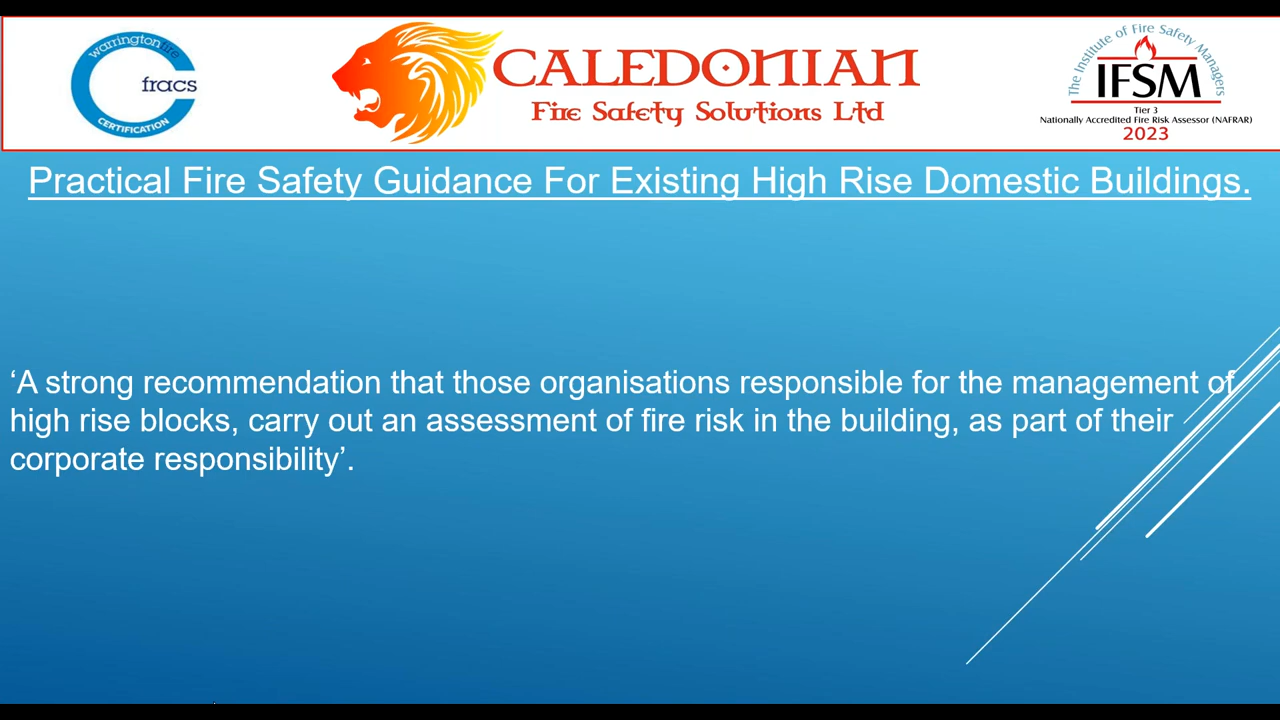 warringtonfire
fracs
CERTIFICATION
CALEDONIAN
Fire Safety Solutions Ltd
The Institute of Fire Safety Managers
IFSM
Tier 3
Nationally Accredited Fire Risk Assessor (NAFRAR)
2023
Practical Fire Safety Guidance For Existing High Rise Domestic Buildings.
‘A strong recommendation that those organisations responsible for the management of
high rise blocks, carry out an assessment of fire risk in the building, as part of their
corporate responsibility’.